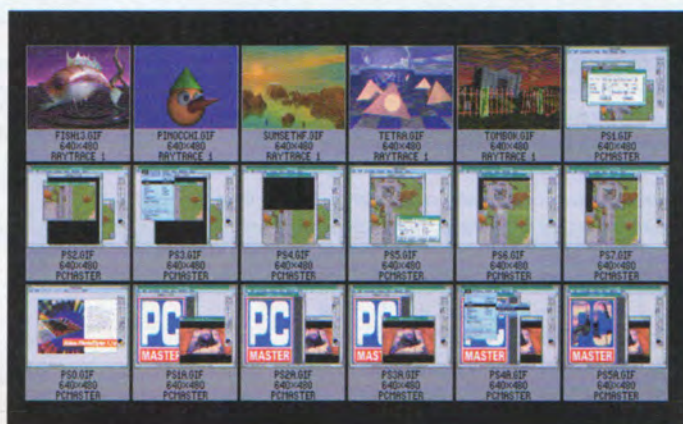 FISH13.GIF
640×480
RAYTRACE 1
PINOCCHI.GIF
640×480
RAYTRACE 1
SUNSETHF.GIF
640×480
RAYTRACE 1
TETRA.GIF
640×480
RAYTRACE 1
TOMBOK.GIF
640×480
RAYTRACE 1
PS1.GIF
640×480
PCMASTER
PS2.GIF
640×480
PCMASTER
PS3.GIF
640×480
PCMASTER
PS4.GIF
640×480
PCMASTER
PS5.GIF
640×480
PCMASTER
PS6.GIF
640×480
PCMASTER
PS7.GIF
640×480
PCMASTER
PS0.GIF
640×480
PCMASTER
PC
MASTER
PS1A.GIF
640×480
PCMASTER
PC
MASTER
PS2A.GIF
640×480
PCMASTER
PC
MASTER
PS3A.GIF
640×480
PCMASTER
PC
MASTER
PS4A.GIF
640×480
PCMASTER
MASTER
PS5A.GIF
640×480
PCMASTER